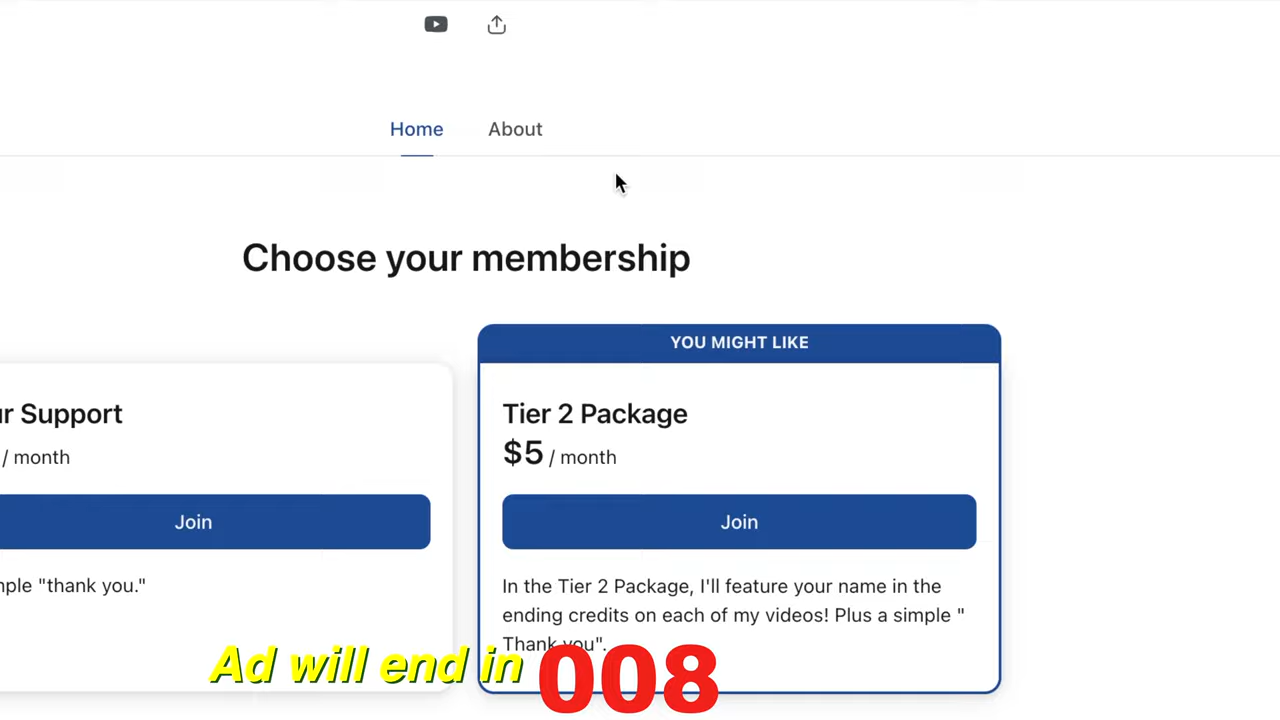 Home About
Choose your membership
YOU MIGHT LIKE
r Support
/ month
Join
"thank you."
Tier 2 Package
$5 / month
Join
In the Tier 2 Package, I'll feature your name in the
ending credits on each of my videos! Plus a simple "
Thank you".
Ad will end in 008